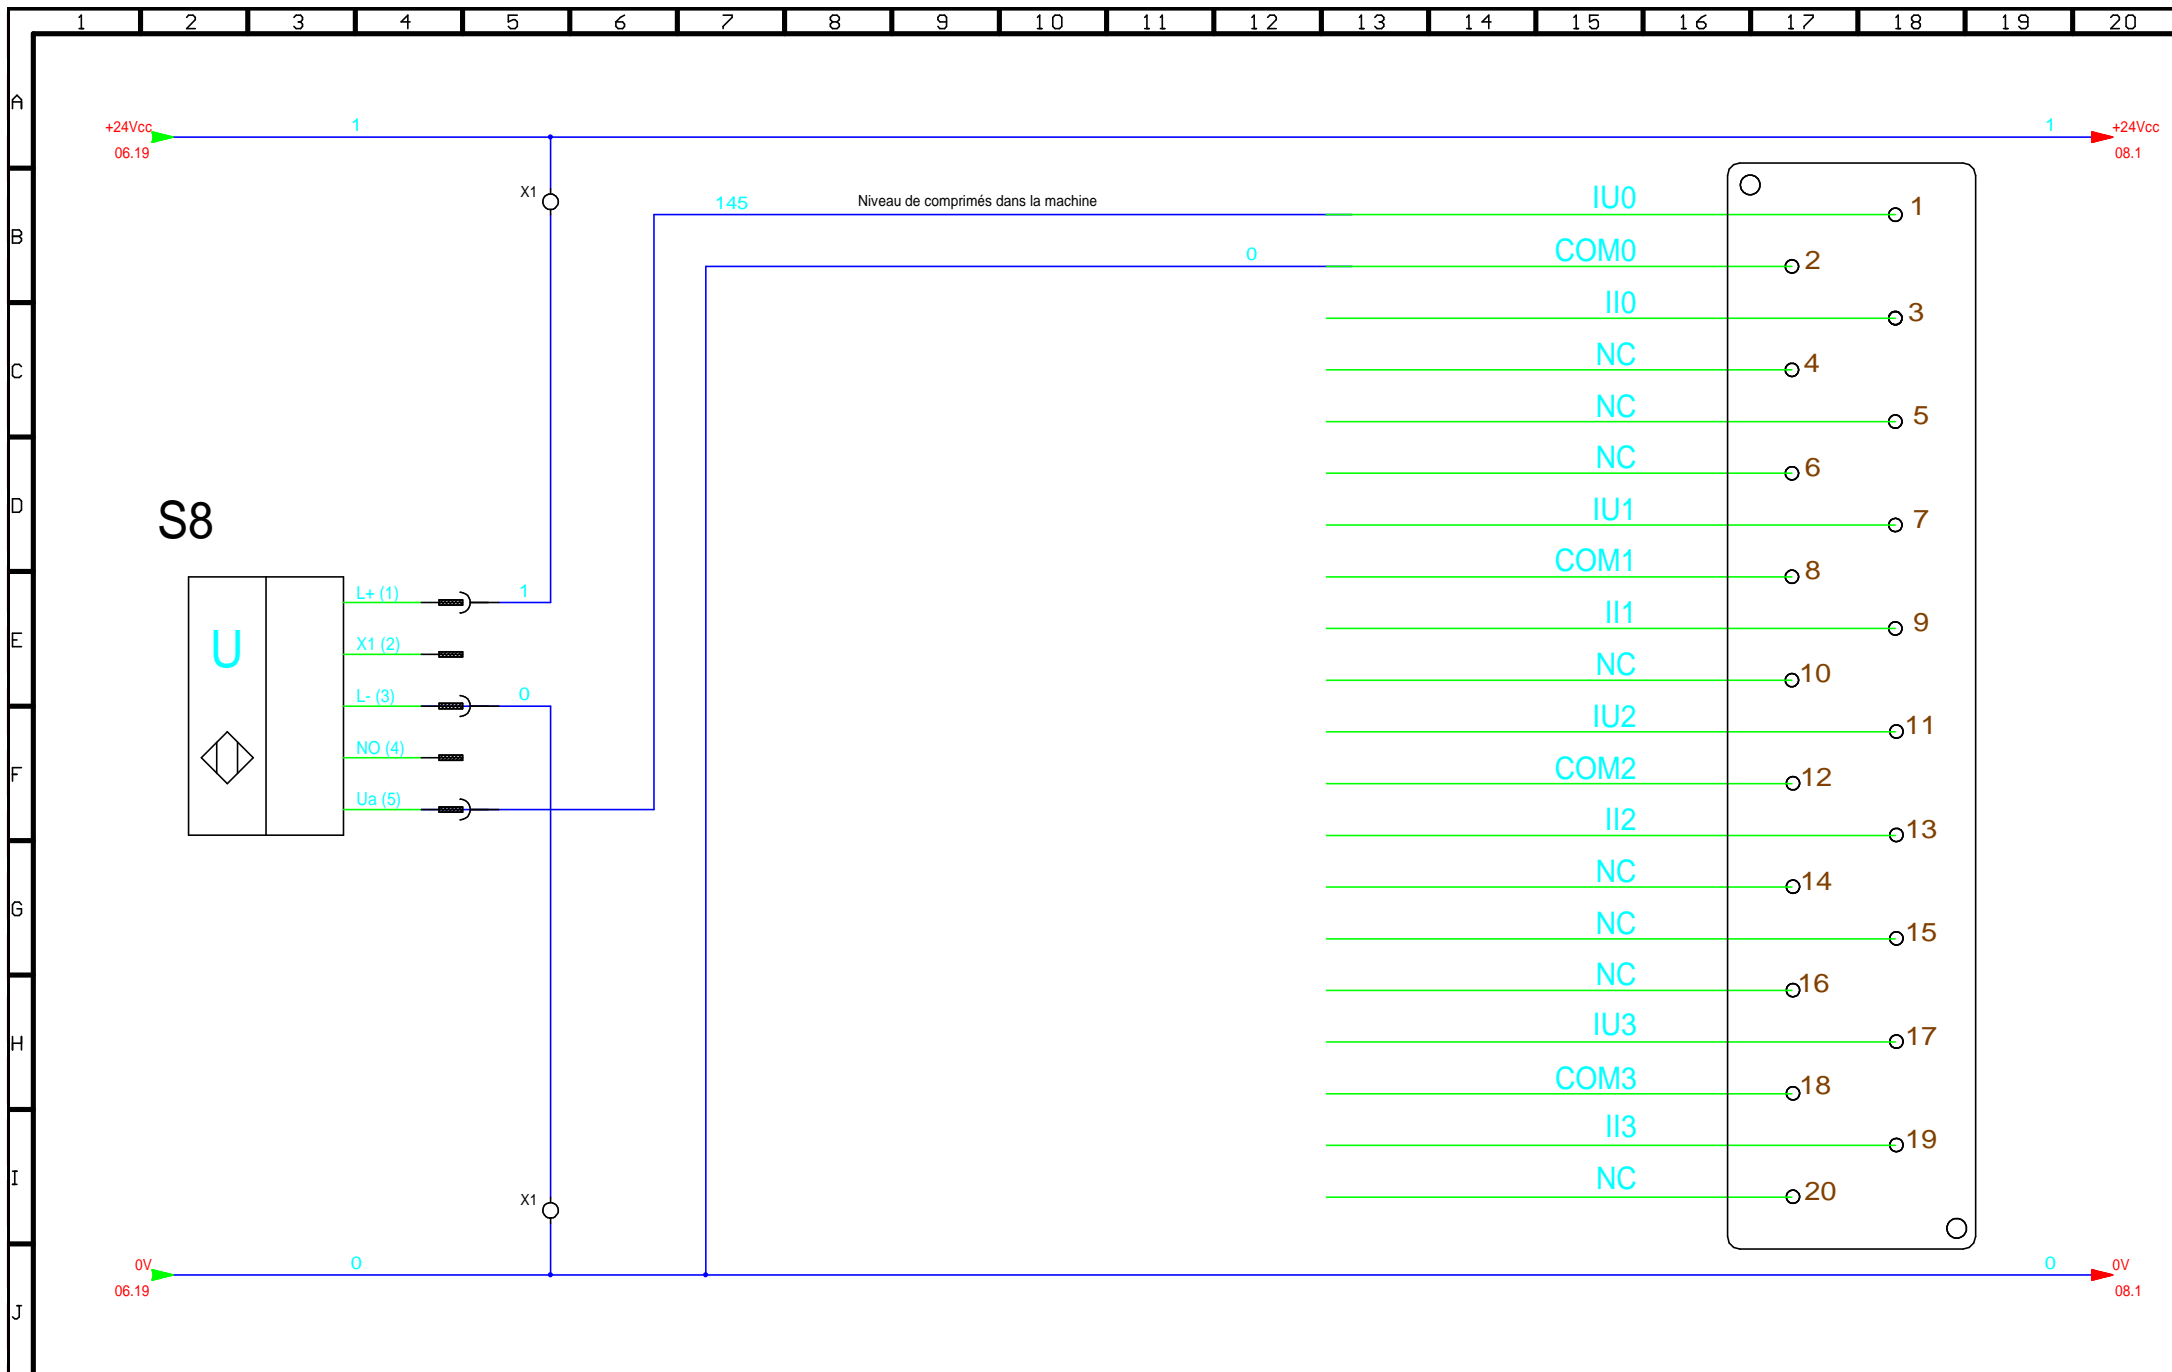 1 2 3 4 5 6 7 8 9 10 11 12 13 14 15 16 17 18 19 20
A
B
C
D
E
F
G
H
I
J
+24Vcc
06.19
1
1
+24Vcc
08.1
X1
145
Niveau de comprimés dans la machine
0
IU0 1
COM0 2
II0 3
NC 4
NC 5
NC 6
IU1 7
COM1 8
II1 9
NC 10
IU2 11
COM2 12
II2 13
NC 14
NC 15
NC 16
IU3 17
COM3 18
II3 19
NC 20
S8
U
L+ (1)
1
X1 (2)
L- (3)
0
NO (4)
Ua (5)
X1
0V
06.19
0
0
0V
08.1